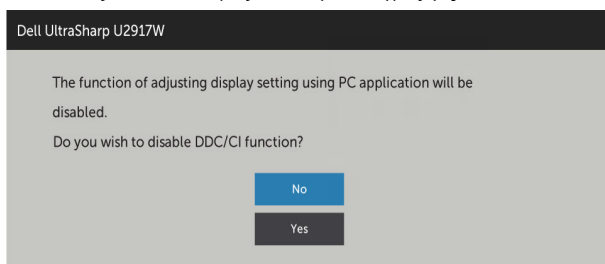 Dell UltraSharp U2917W
The function of adjusting display setting using PC application will be
disabled.
Do you wish to disable DDC/CI function?
No
Yes